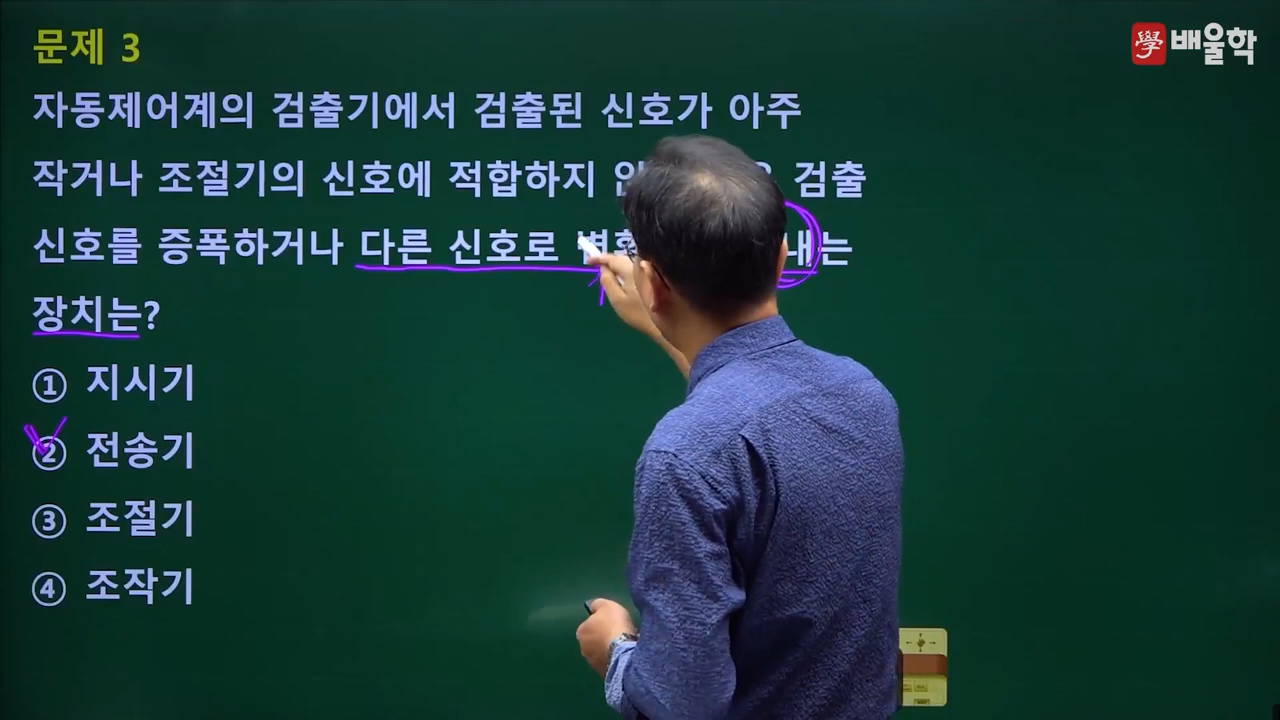 문제 3
學 배울학
자동제어계의 검출기에서 검출된 신호가 아주
작거나 조절기의 신호에 적합하지 검출
신호를 증폭하거나 다른 신호로
장치는?
① 지시기
② 전송기
③ 조절기
④ 조작기